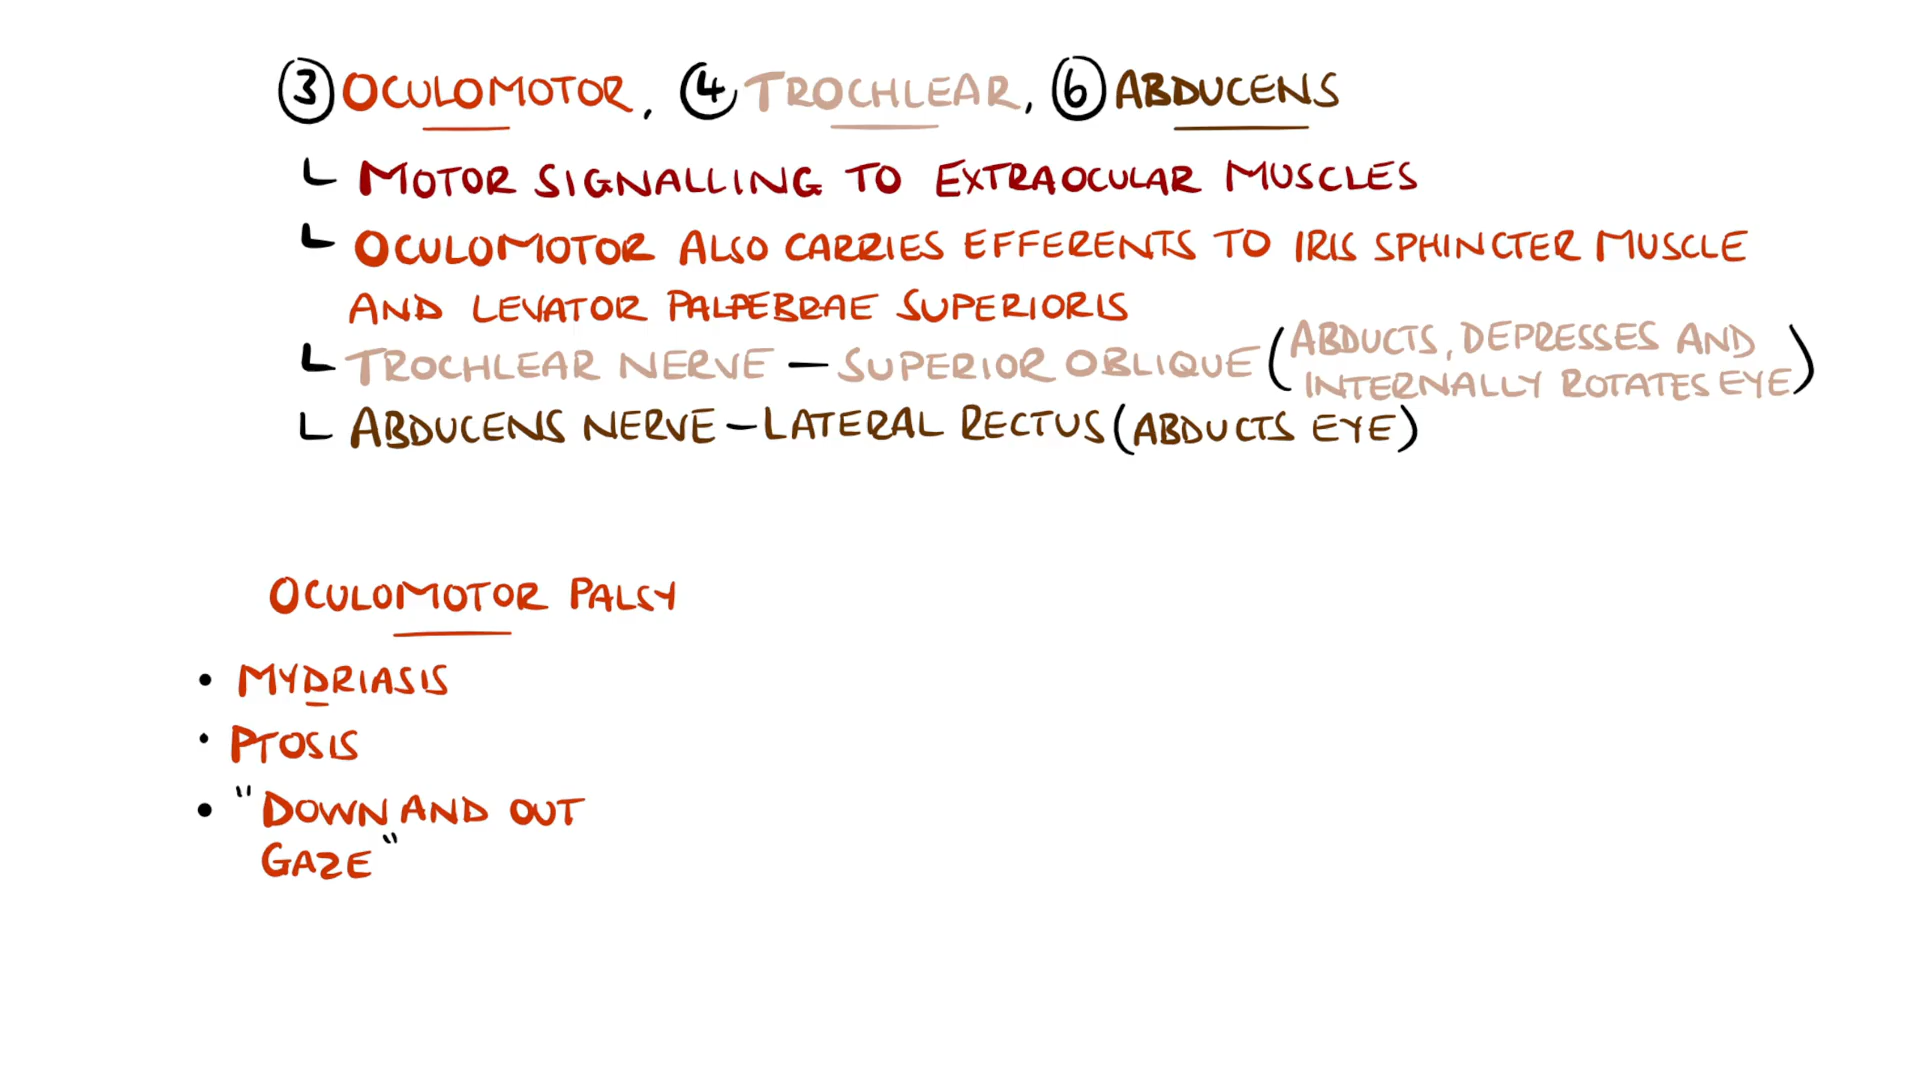 ③ OCULOMOTOR, ④ TROCHLEAR, ⑥ ABDUCENS
MOTOR SIGNALLING TO EXTRAOCULAR MUSCLES
OCULOMOTOR ALSO CARRIES EFFERENTS TO IRIS SPHINCTER MUSCLE
AND LEVATOR PALPEBRAE SUPERIORIS
TROCHLEAR NERVE – SUPERIOR OBLIQUE (ABDUCTS, DEPRESSES AND
INTERNALLY ROTATES EYE)
ABDUCENS NERVE – LATERAL RECTUS (ABDUCTS EYE)
OCULOMOTOR PALSY
• MYDRIASIS
• PTOSIS
• "DOWN AND OUT
GAZE"